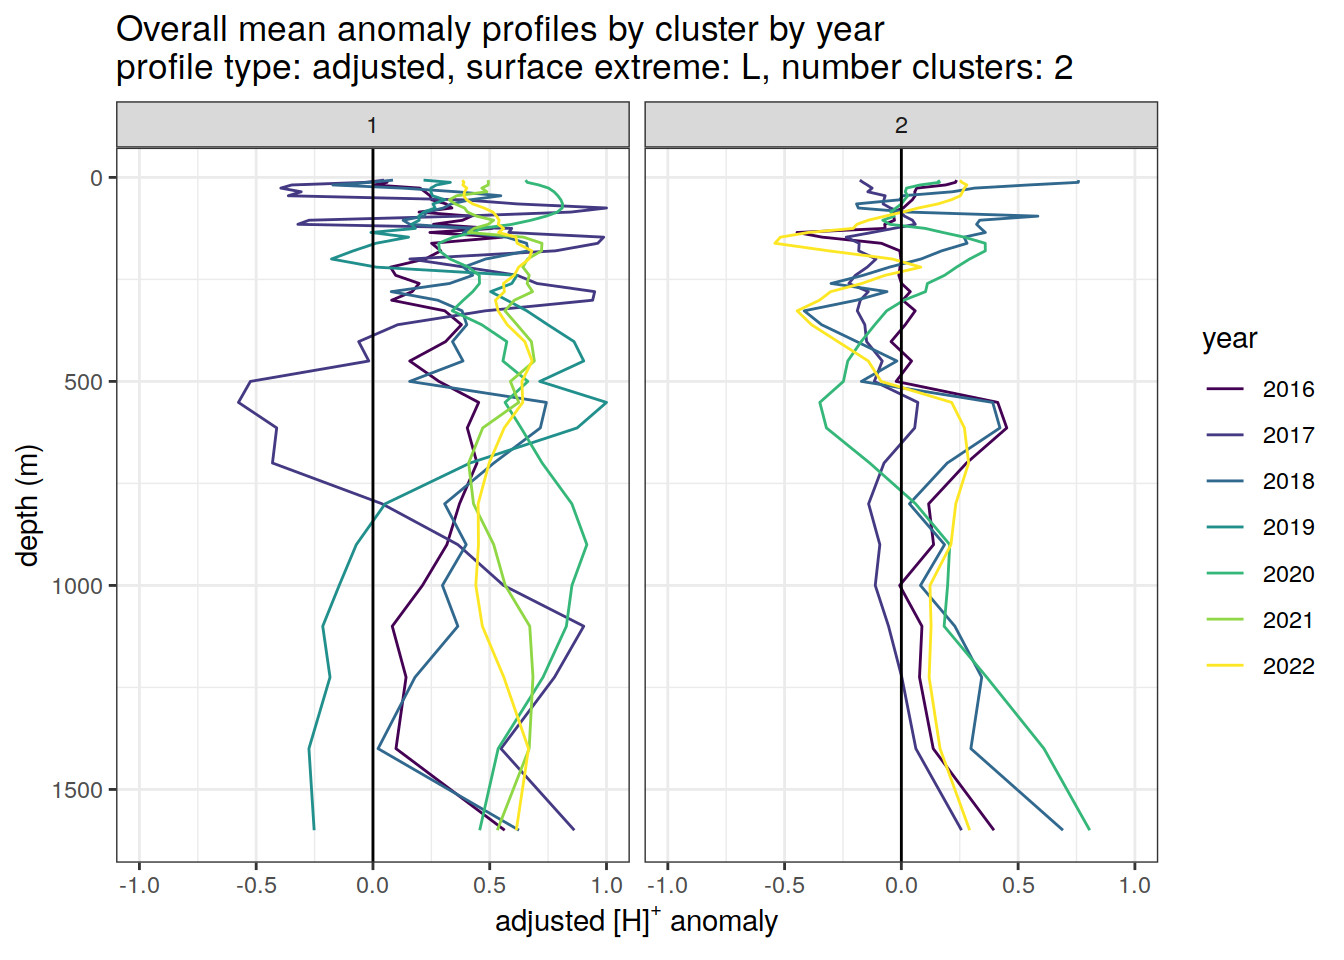 Overall mean anomaly profiles by cluster by year
profile type: adjusted, surface extreme: L, number clusters: 2
1
2
0
500
1000
1500
depth (m)
-1.0 -0.5 0.0 0.5 1.0
-1.0 -0.5 0.0 0.5 1.0
adjusted [H]⁺ anomaly
year
2016
2017
2018
2019
2020
2021
2022